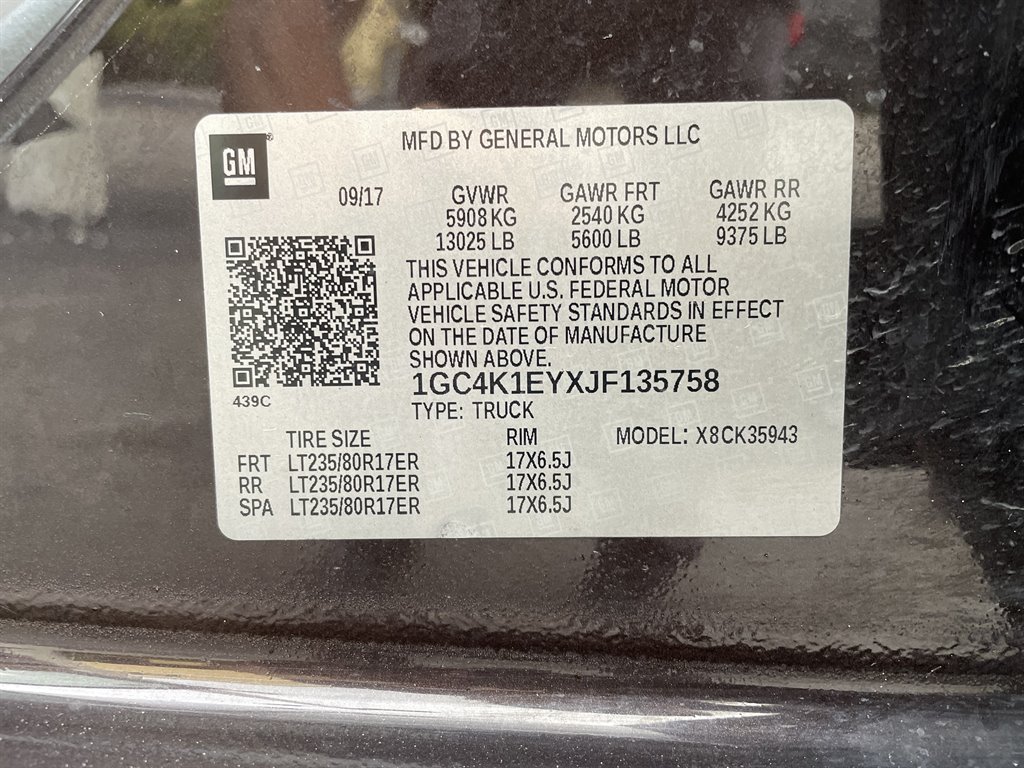 GM
MFD BY GENERAL MOTORS LLC
09/17 GVWR GAWR FRT GAWR RR
5908 KG 2540 KG 4252 KG
13025 LB 5600 LB 9375 LB
THIS VEHICLE CONFORMS TO ALL
APPLICABLE U.S. FEDERAL MOTOR
VEHICLE SAFETY STANDARDS IN EFFECT
ON THE DATE OF MANUFACTURE
SHOWN ABOVE.
1GC4K1EYXJF135758
439C
TYPE: TRUCK
TIRE SIZE RIM MODEL: X8CK35943
FRT LT235/80R17ER 17X6.5J
RR LT235/80R17ER 17X6.5J
SPA LT235/80R17ER 17X6.5J